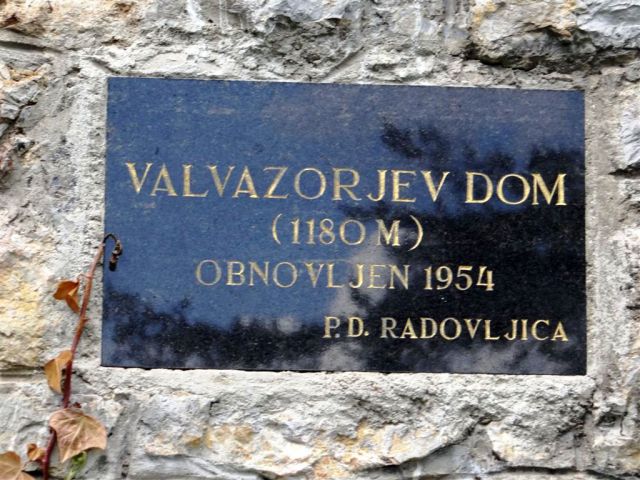 VALVAZORJEV DOM
(1180 M)
OBNOVLJEN 1954
P.D. RADOVLJICA